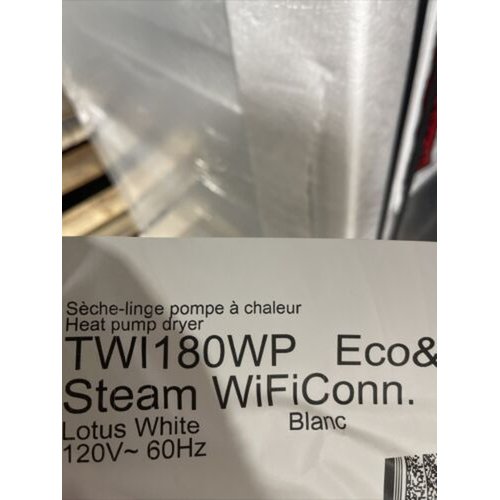 Sèche-linge pompe à chaleur
Heat pump dryer
TWI180WP Eco&
Steam WiFiConn.
Lotus White Blanc
120V~ 60Hz